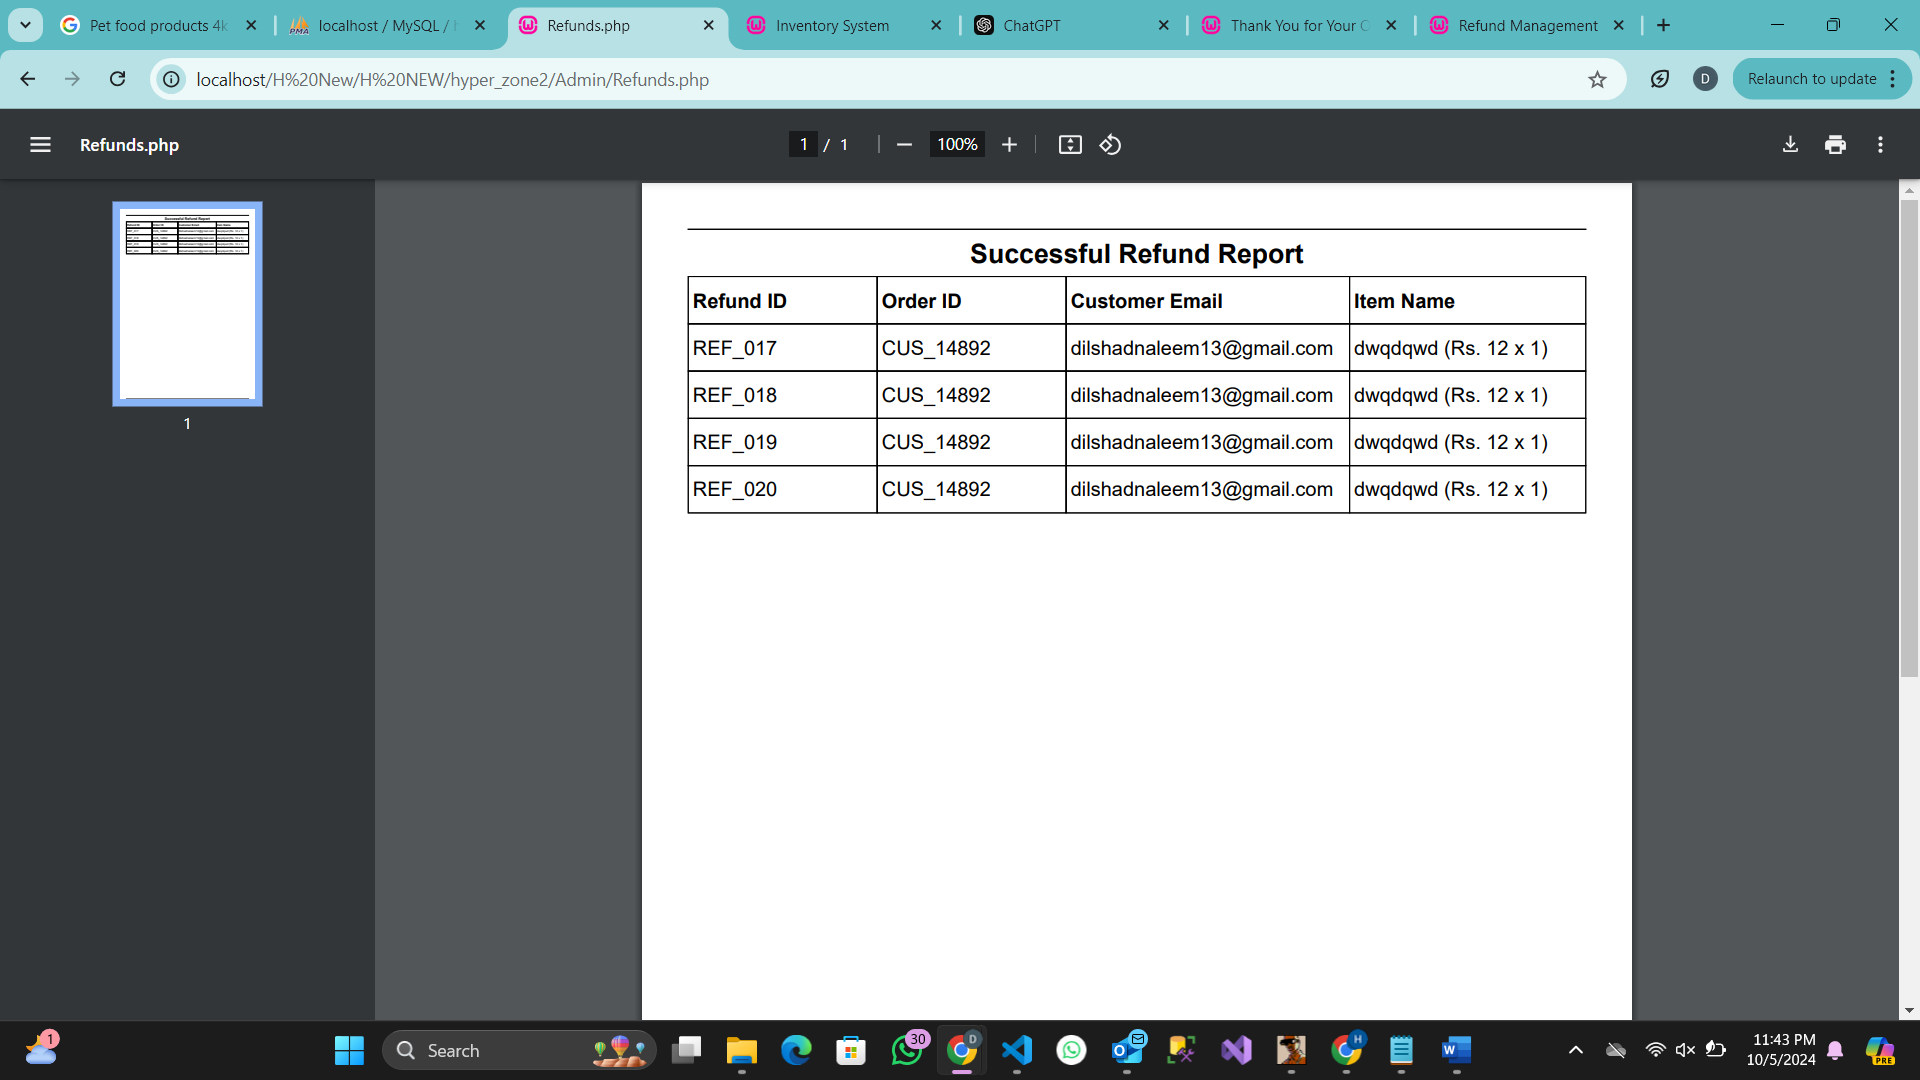 Pet food products 4k
localhost / MySQL /
Refunds.php
Inventory System
ChatGPT
Thank You for Your
Refund Management
localhost/H%20New/H%20NEW/hyper_zone2/Admin/Refunds.php
D
Relaunch to update
Refunds.php
1 / 1
100%
1
Successful Refund Report
Refund ID Order ID Customer Email Item Name
REF_017 CUS_14892 dilshadnaleem13@gmail.com dwqdqwd (Rs. 12 x 1)
REF_018 CUS_14892 dilshadnaleem13@gmail.com dwqdqwd (Rs. 12 x 1)
REF_019 CUS_14892 dilshadnaleem13@gmail.com dwqdqwd (Rs. 12 x 1)
REF_020 CUS_14892 dilshadnaleem13@gmail.com dwqdqwd (Rs. 12 x 1)
1
Search
30
D
H
11:43 PM
10/5/2024
PRE